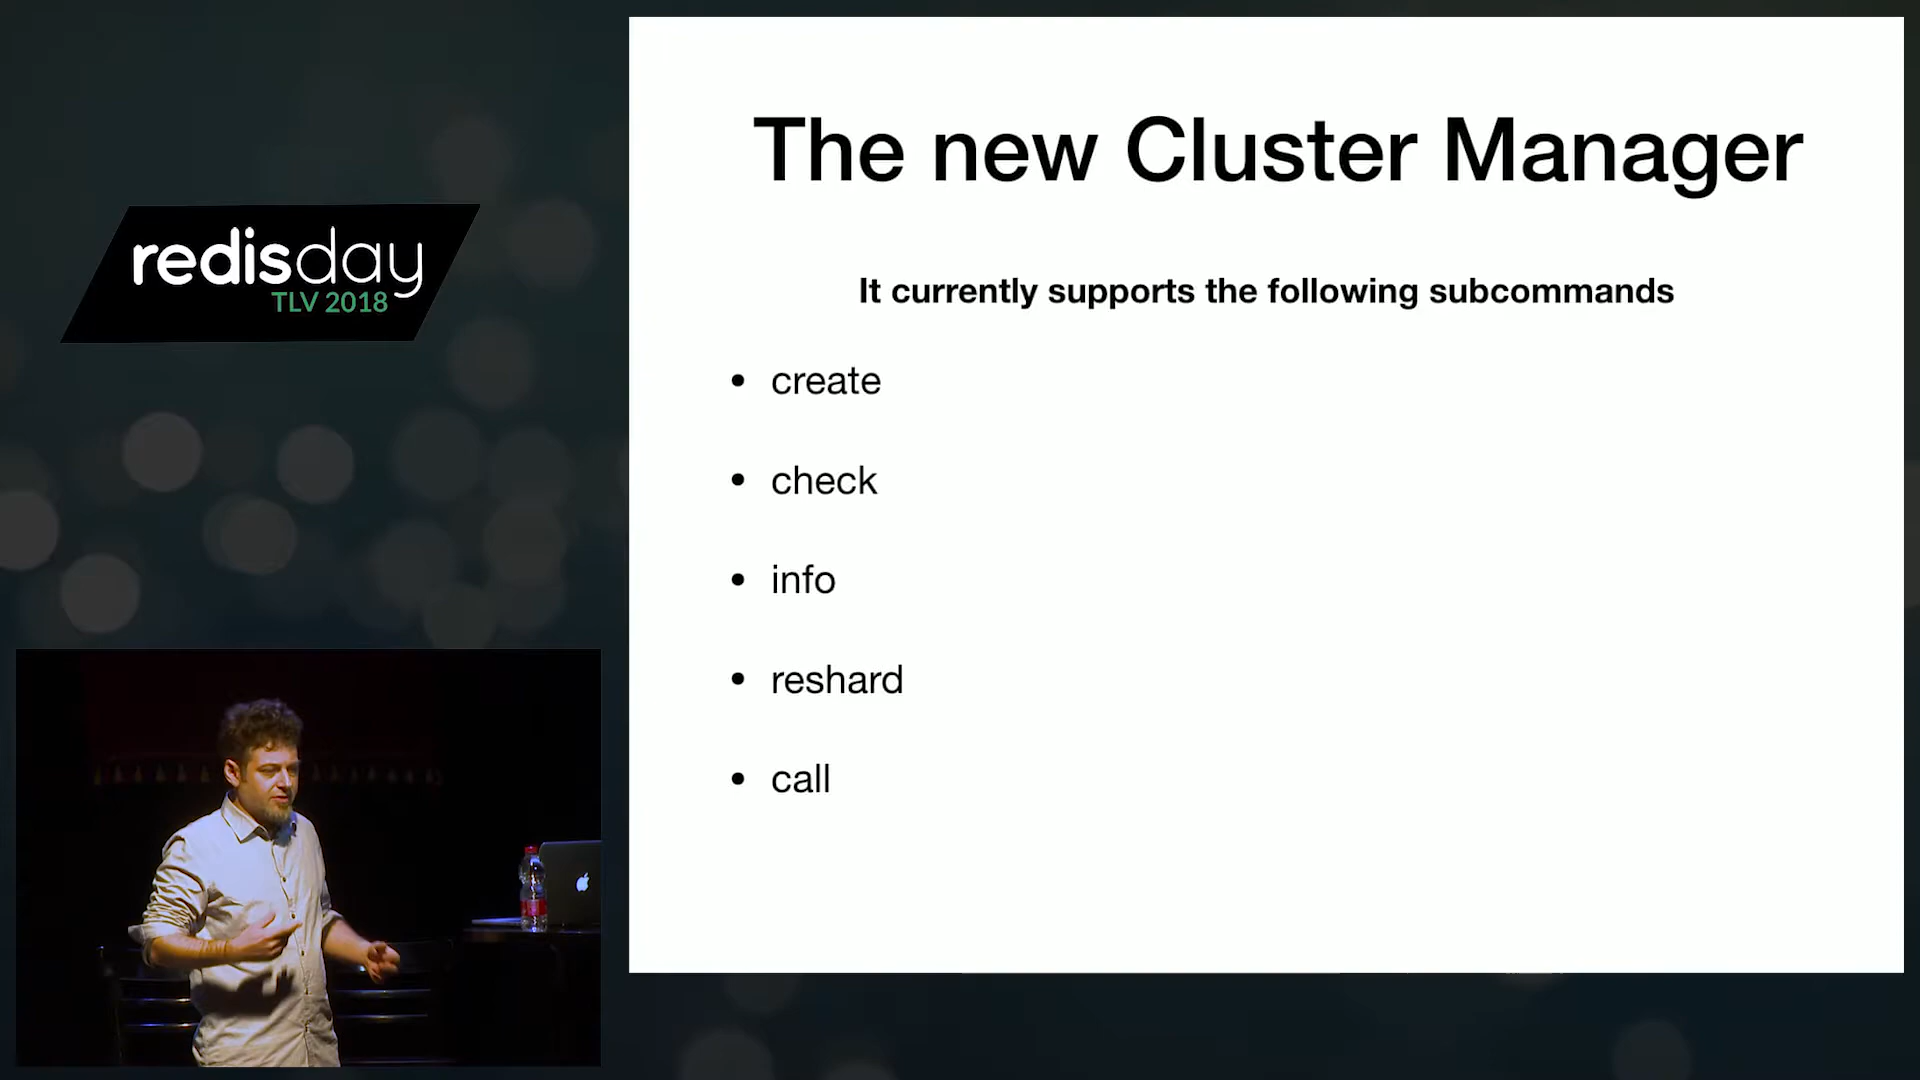 redisday
TLV 2018
The new Cluster Manager
It currently supports the following subcommands
• create
• check
• info
• reshard
• call